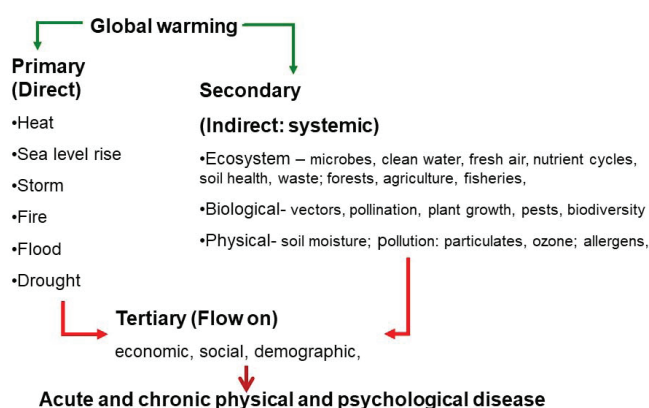 Global warming
Primary
(Direct)
•Heat
•Sea level rise
•Storm
•Fire
•Flood
•Drought
Secondary
(Indirect: systemic)
•Ecosystem – microbes, clean water, fresh air, nutrient cycles,
soil health, waste; forests, agriculture, fisheries,
•Biological- vectors, pollination, plant growth, pests, biodiversity
•Physical- soil moisture; pollution: particulates, ozone; allergens,
Tertiary (Flow on)
economic, social, demographic,
Acute and chronic physical and psychological disease